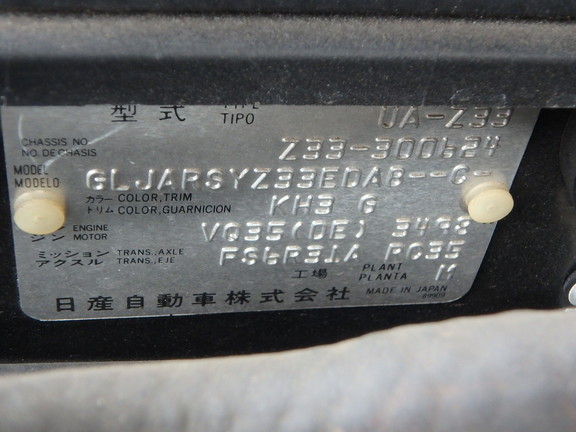 型式 TIPO UA-Z33
CHASSIS NO
NO. DE CHASIS Z33-300624
MODEL
MODELO GLJARSYZ33EDAB--G-
カラー COLOR,TRIM
トリム COLOR,GUARNICION KH3 G
ENGINE
MOTOR VQ35(DE) 3498
ミッション TRANS.,AXLE
アクスル TRANS.,EJE FS6R31A RC35
工場 PLANT
PLANTA M
日産自動車株式会社 MADE IN JAPAN